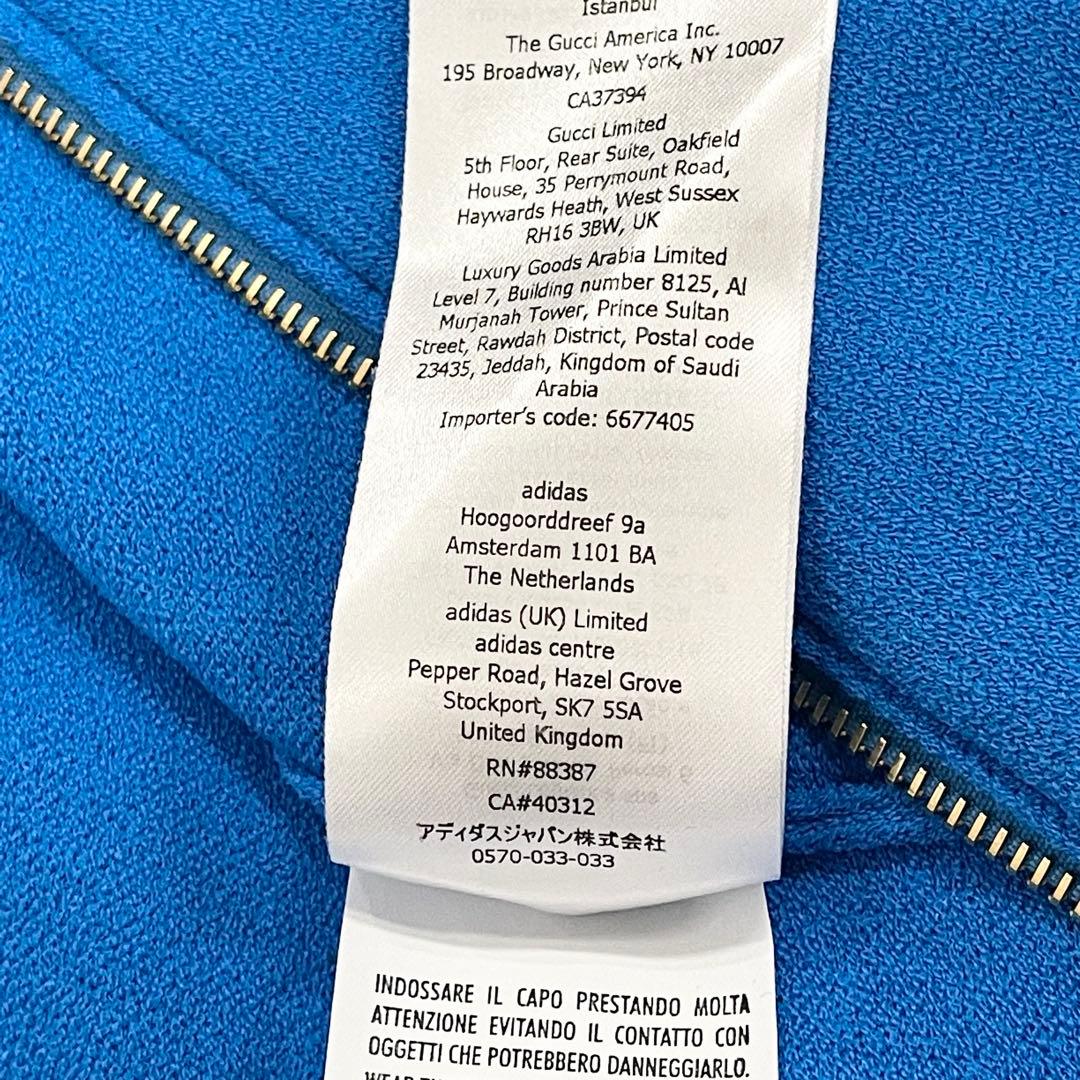 Istanbul
The Gucci America Inc.
195 Broadway, New York, NY 10007
CA37394
Gucci Limited
5th Floor, Rear Suite, Oakfield
House, 35 Perrymount Road,
Haywards Heath, West Sussex
RH16 3BW, UK
Luxury Goods Arabia Limited
Level 7, Building number 8125, Al
Murjanah Tower, Prince Sultan
Street, Rawdah District, Postal code
23435, Jeddah, Kingdom of Saudi
Arabia
Importer's code: 6677405
adidas
Hoogoorddreef 9a
Amsterdam 1101 BA
The Netherlands
adidas (UK) Limited
adidas centre
Pepper Road, Hazel Grove
Stockport, SK7 5SA
United Kingdom
RN#88387
CA#40312
アディダスジャパン株式会社
0570-033-033
INDOSSARE IL CAPO PRESTANDO MOLTA
ATTENZIONE EVITANDO IL CONTATTO CON
OGGETTI CHE POTREBBERO DANNEGGIARLO.
WEAR